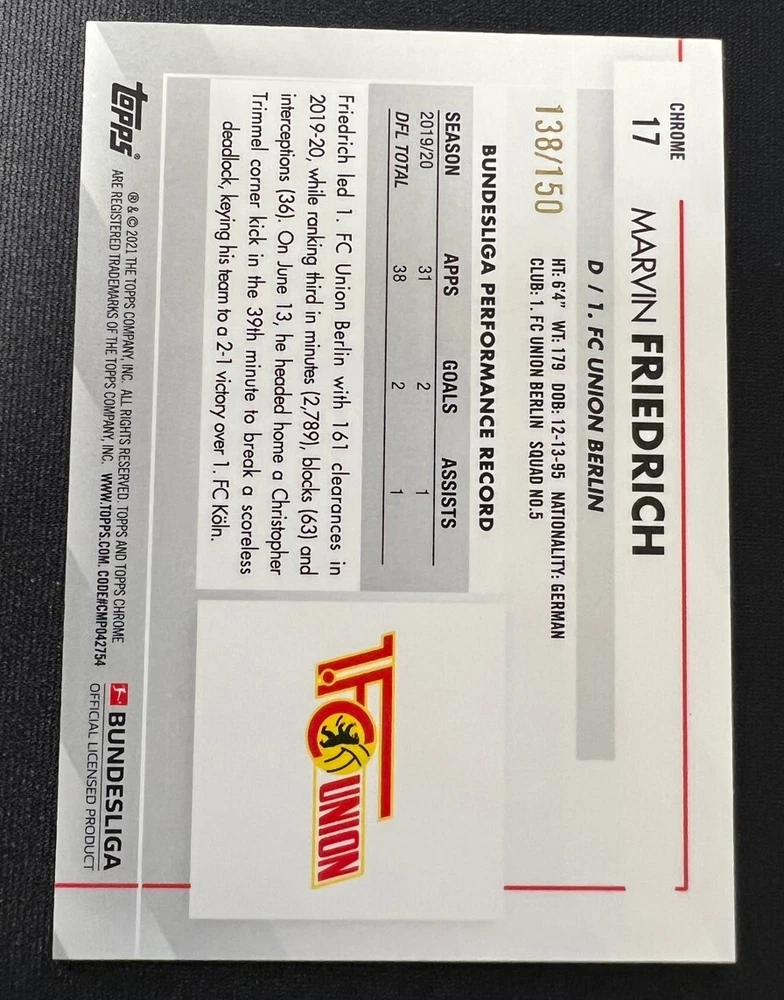 CHROME
17
MARVIN FRIEDRICH
D / 1. FC UNION BERLIN
138/150
HT: 6'4" WT: 179 DOB: 12-13-95 NATIONALITY: GERMAN
CLUB: 1. FC UNION BERLIN SQUAD NO.5
BUNDESLIGA PERFORMANCE RECORD
SEASON APPS GOALS ASSISTS
2019/20 31 2 1
DFL TOTAL 38 2 1
Friedrich led 1. FC Union Berlin with 161 clearances in
2019-20, while ranking third in minutes (2,789), blocks (63) and
interceptions (36). On June 13, he headed home a Christopher
Trimmel corner kick in the 39th minute to break a scoreless
deadlock, keying his team to a 2-1 victory over 1. FC Köln.
1.FC UNION
topps®
® & © 2021 THE TOPPS COMPANY, INC. ALL RIGHTS RESERVED. TOPPS AND TOPPS CHROME
ARE REGISTERED TRADEMARKS OF THE TOPPS COMPANY, INC. WWW.TOPPS.COM. CODE#CMP042754
BUNDESLIGA
OFFICIAL LICENSED PRODUCT